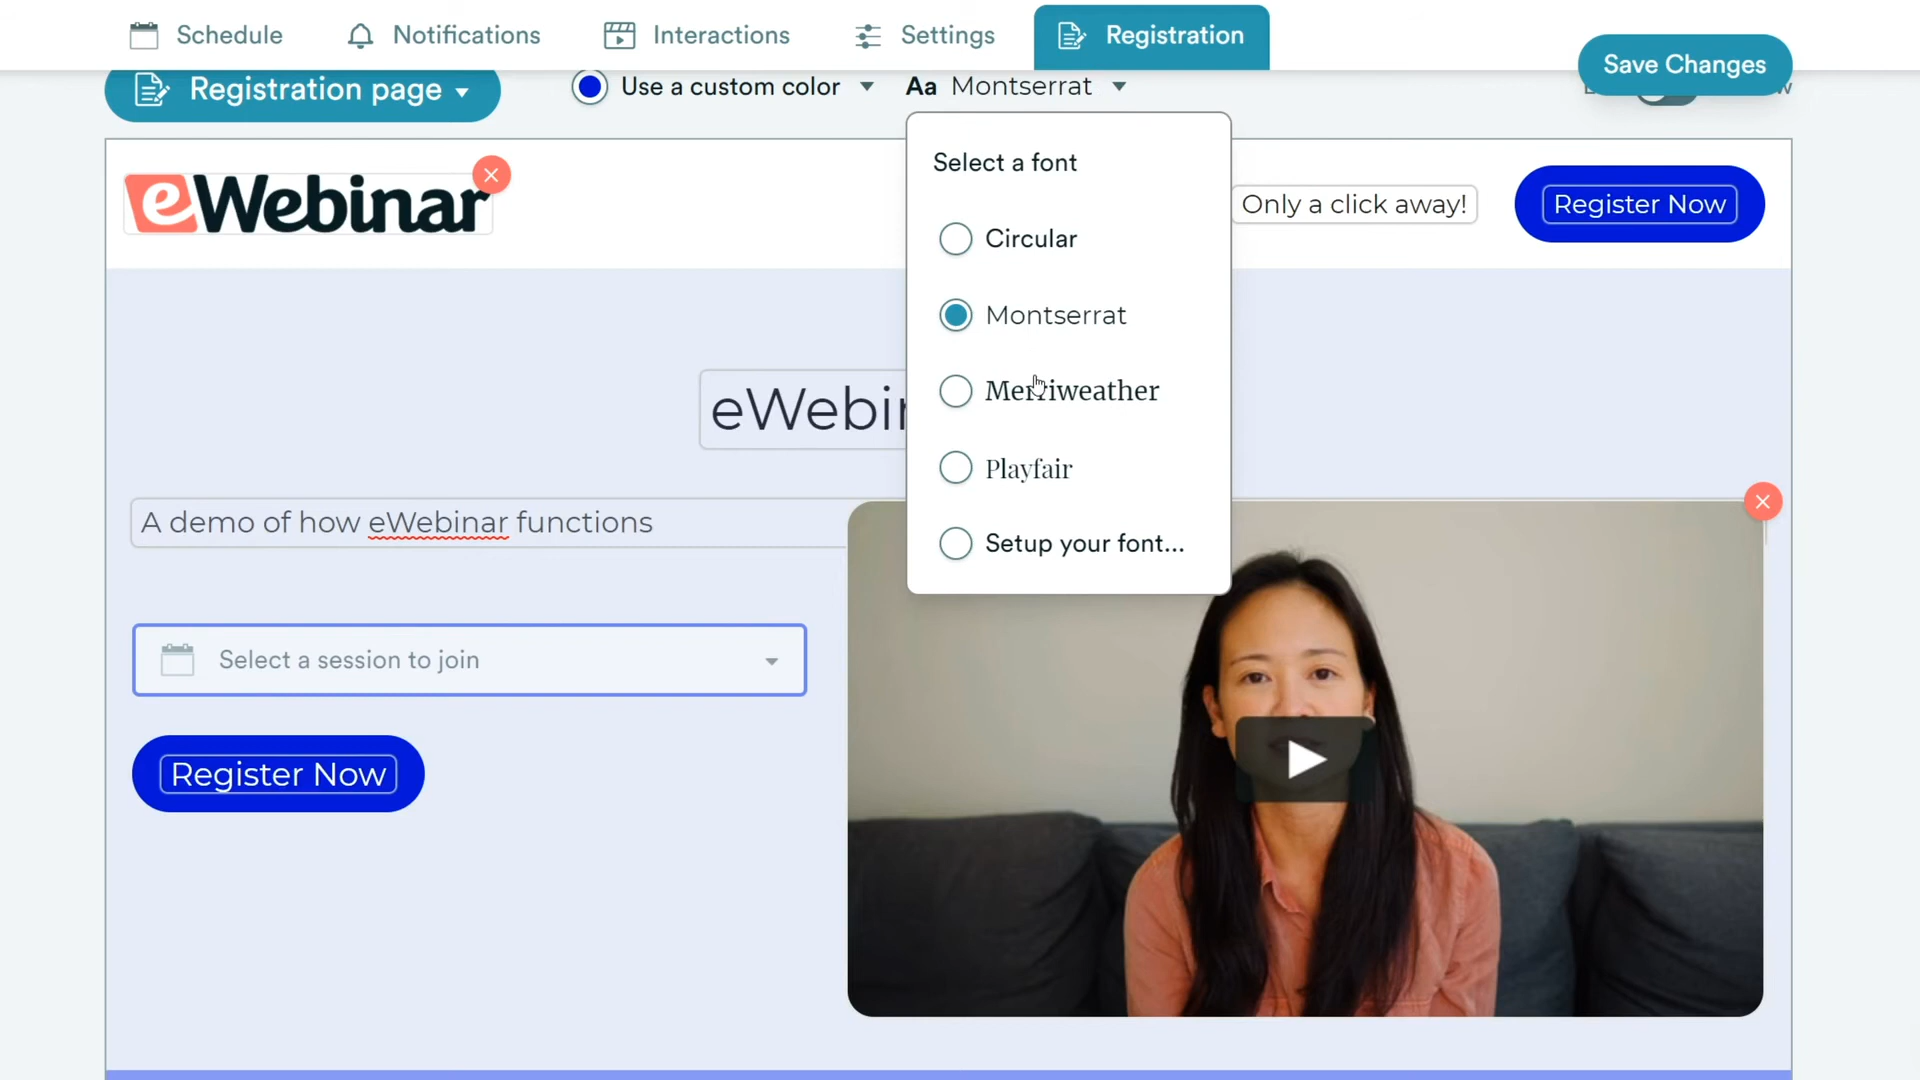 Schedule
Notifications
Interactions
Settings
Registration
Save Changes
Registration page
Use a custom color
Aa Montserrat
Select a font
Circular
Montserrat
Merriweather
Playfair
Setup your font...
eWebinar
Only a click away!
Register Now
eWebin
A demo of how eWebinar functions
Select a session to join
Register Now